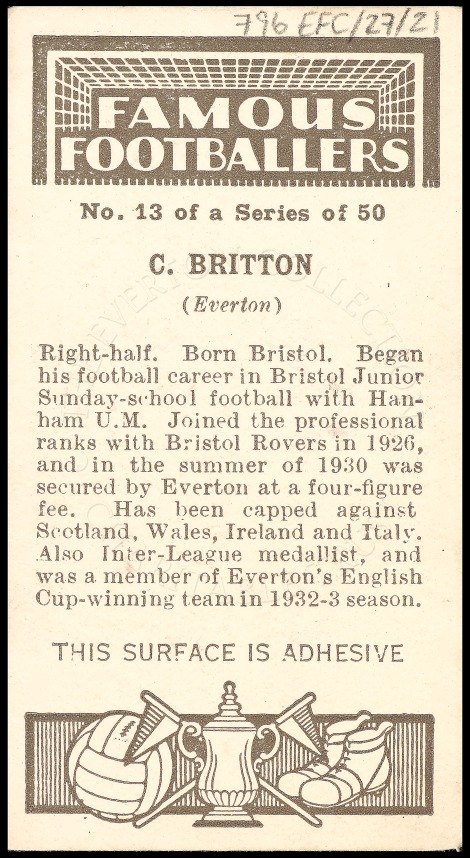 796 EFC/27/21
FAMOUS
FOOTBALLERS
No. 13 of a Series of 50
C. BRITTON
(Everton)
Right-half. Born Bristol. Began
his football career in Bristol Junior
Sunday-school football with Han-
ham U.M. Joined the professional
ranks with Bristol Rovers in 1926,
and in the summer of 1930 was
secured by Everton at a four-figure
fee. Has been capped against
Scotland, Wales, Ireland and Italy.
Also Inter-League medallist, and
was a member of Everton's English
Cup-winning team in 1932-3 season.
THIS SURFACE IS ADHESIVE